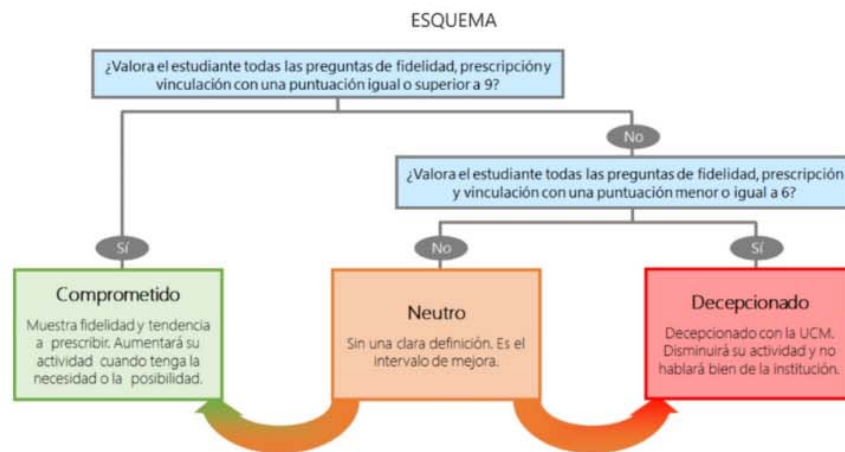 ESQUEMA
¿Valora el estudiante todas las preguntas de fidelidad, prescripción y
vinculación con una puntuación igual o superior a 9?
No
¿Valora el estudiante todas las preguntas de fidelidad, prescripción
y vinculación con una puntuación menor o igual a 6?
Sí
No
Sí
Comprometido
Muestra fidelidad y tendencia
a prescribir. Aumentará su
actividad cuando tenga la
necesidad o la posibilidad.
Neutro
Sin una clara definición. Es el
intervalo de mejora.
Decepcionado
Decepcionado con la UCM.
Disminuirá su actividad y no
hablará bien de la institución.